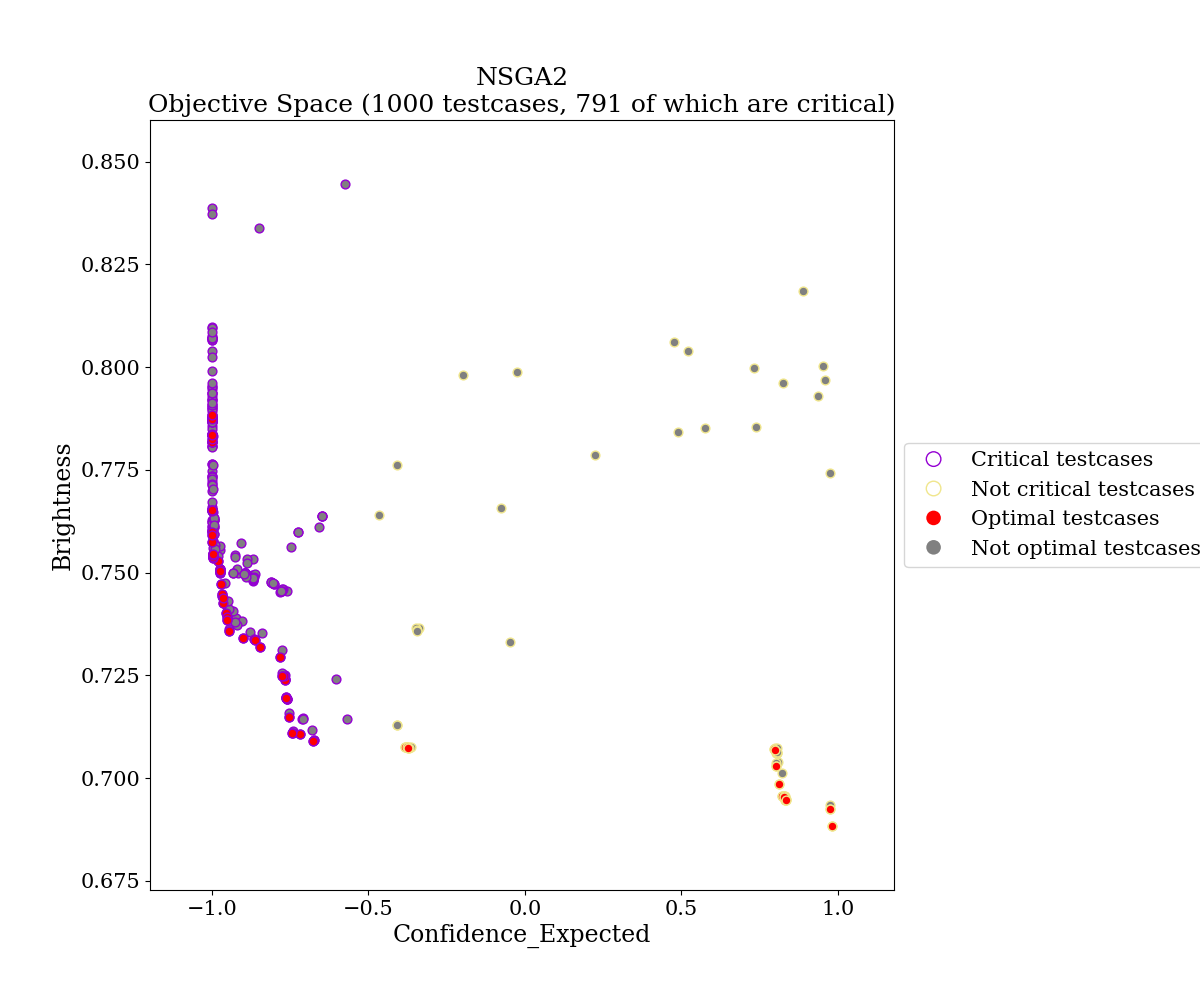 NSGA2
Objective Space (1000 testcases, 791 of which are critical)
0.850
0.825
0.800
0.775
0.750
0.725
0.700
0.675
Brightness
−1.0
−0.5
0.0
0.5
1.0
Confidence_Expected
Critical testcases
Not critical testcases
Optimal testcases
Not optimal testcases